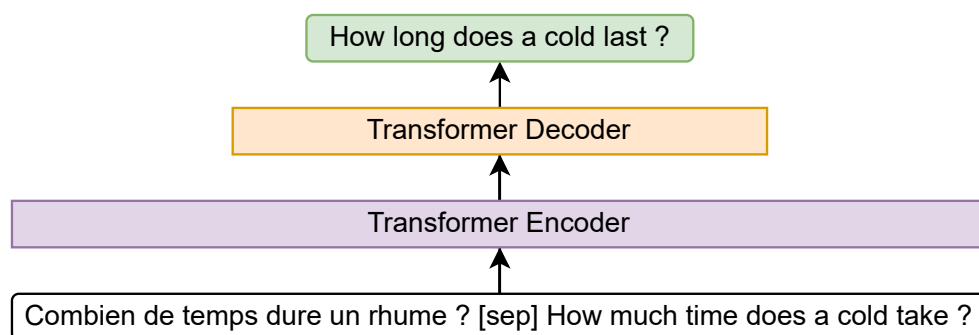 How long does a cold last ?
Transformer Decoder
Transformer Encoder
Combien de temps dure un rhume ? [sep] How much time does a cold take ?